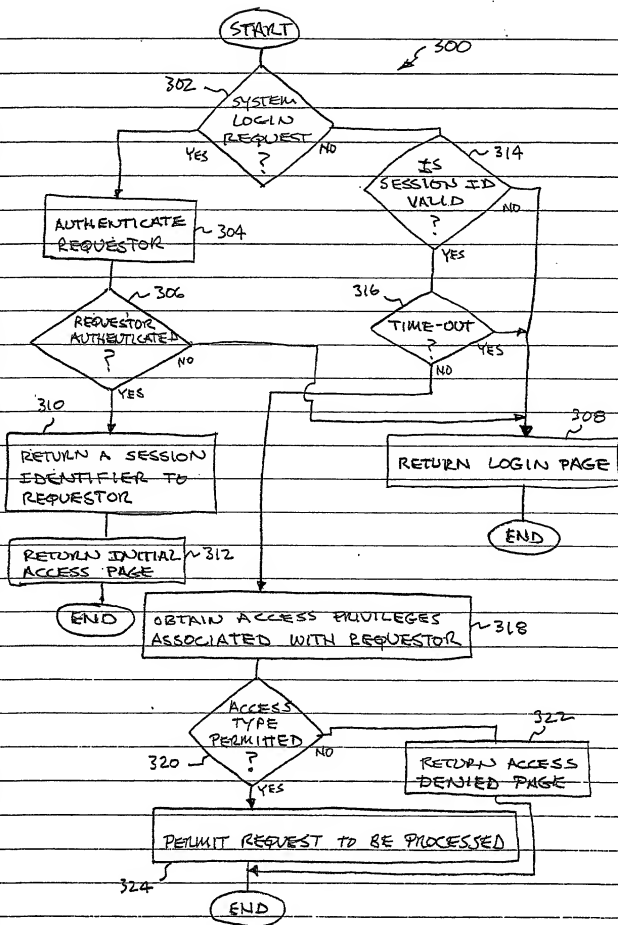 START
300
302
SYSTEM
LOGIN
REQUEST
?
YES
NO
314
IS
SESSION ID
VALID
?
NO
YES
AUTHENTICATE
REQUESTOR
304
306
REQUESTOR
AUTHENTICATED
?
NO
YES
316
TIME-OUT
?
YES
NO
310
RETURN A SESSION
IDENTIFIER TO
REQUESTOR
308
RETURN LOGIN PAGE
END
RETURN INITIAL
ACCESS PAGE
312
END
OBTAIN ACCESS PRIVILEGES
ASSOCIATED WITH REQUESTOR
318
ACCESS
TYPE
PERMITTED
?
320
NO
YES
322
RETURN ACCESS
DENIED PAGE
PERMIT REQUEST TO BE PROCESSED
324
END